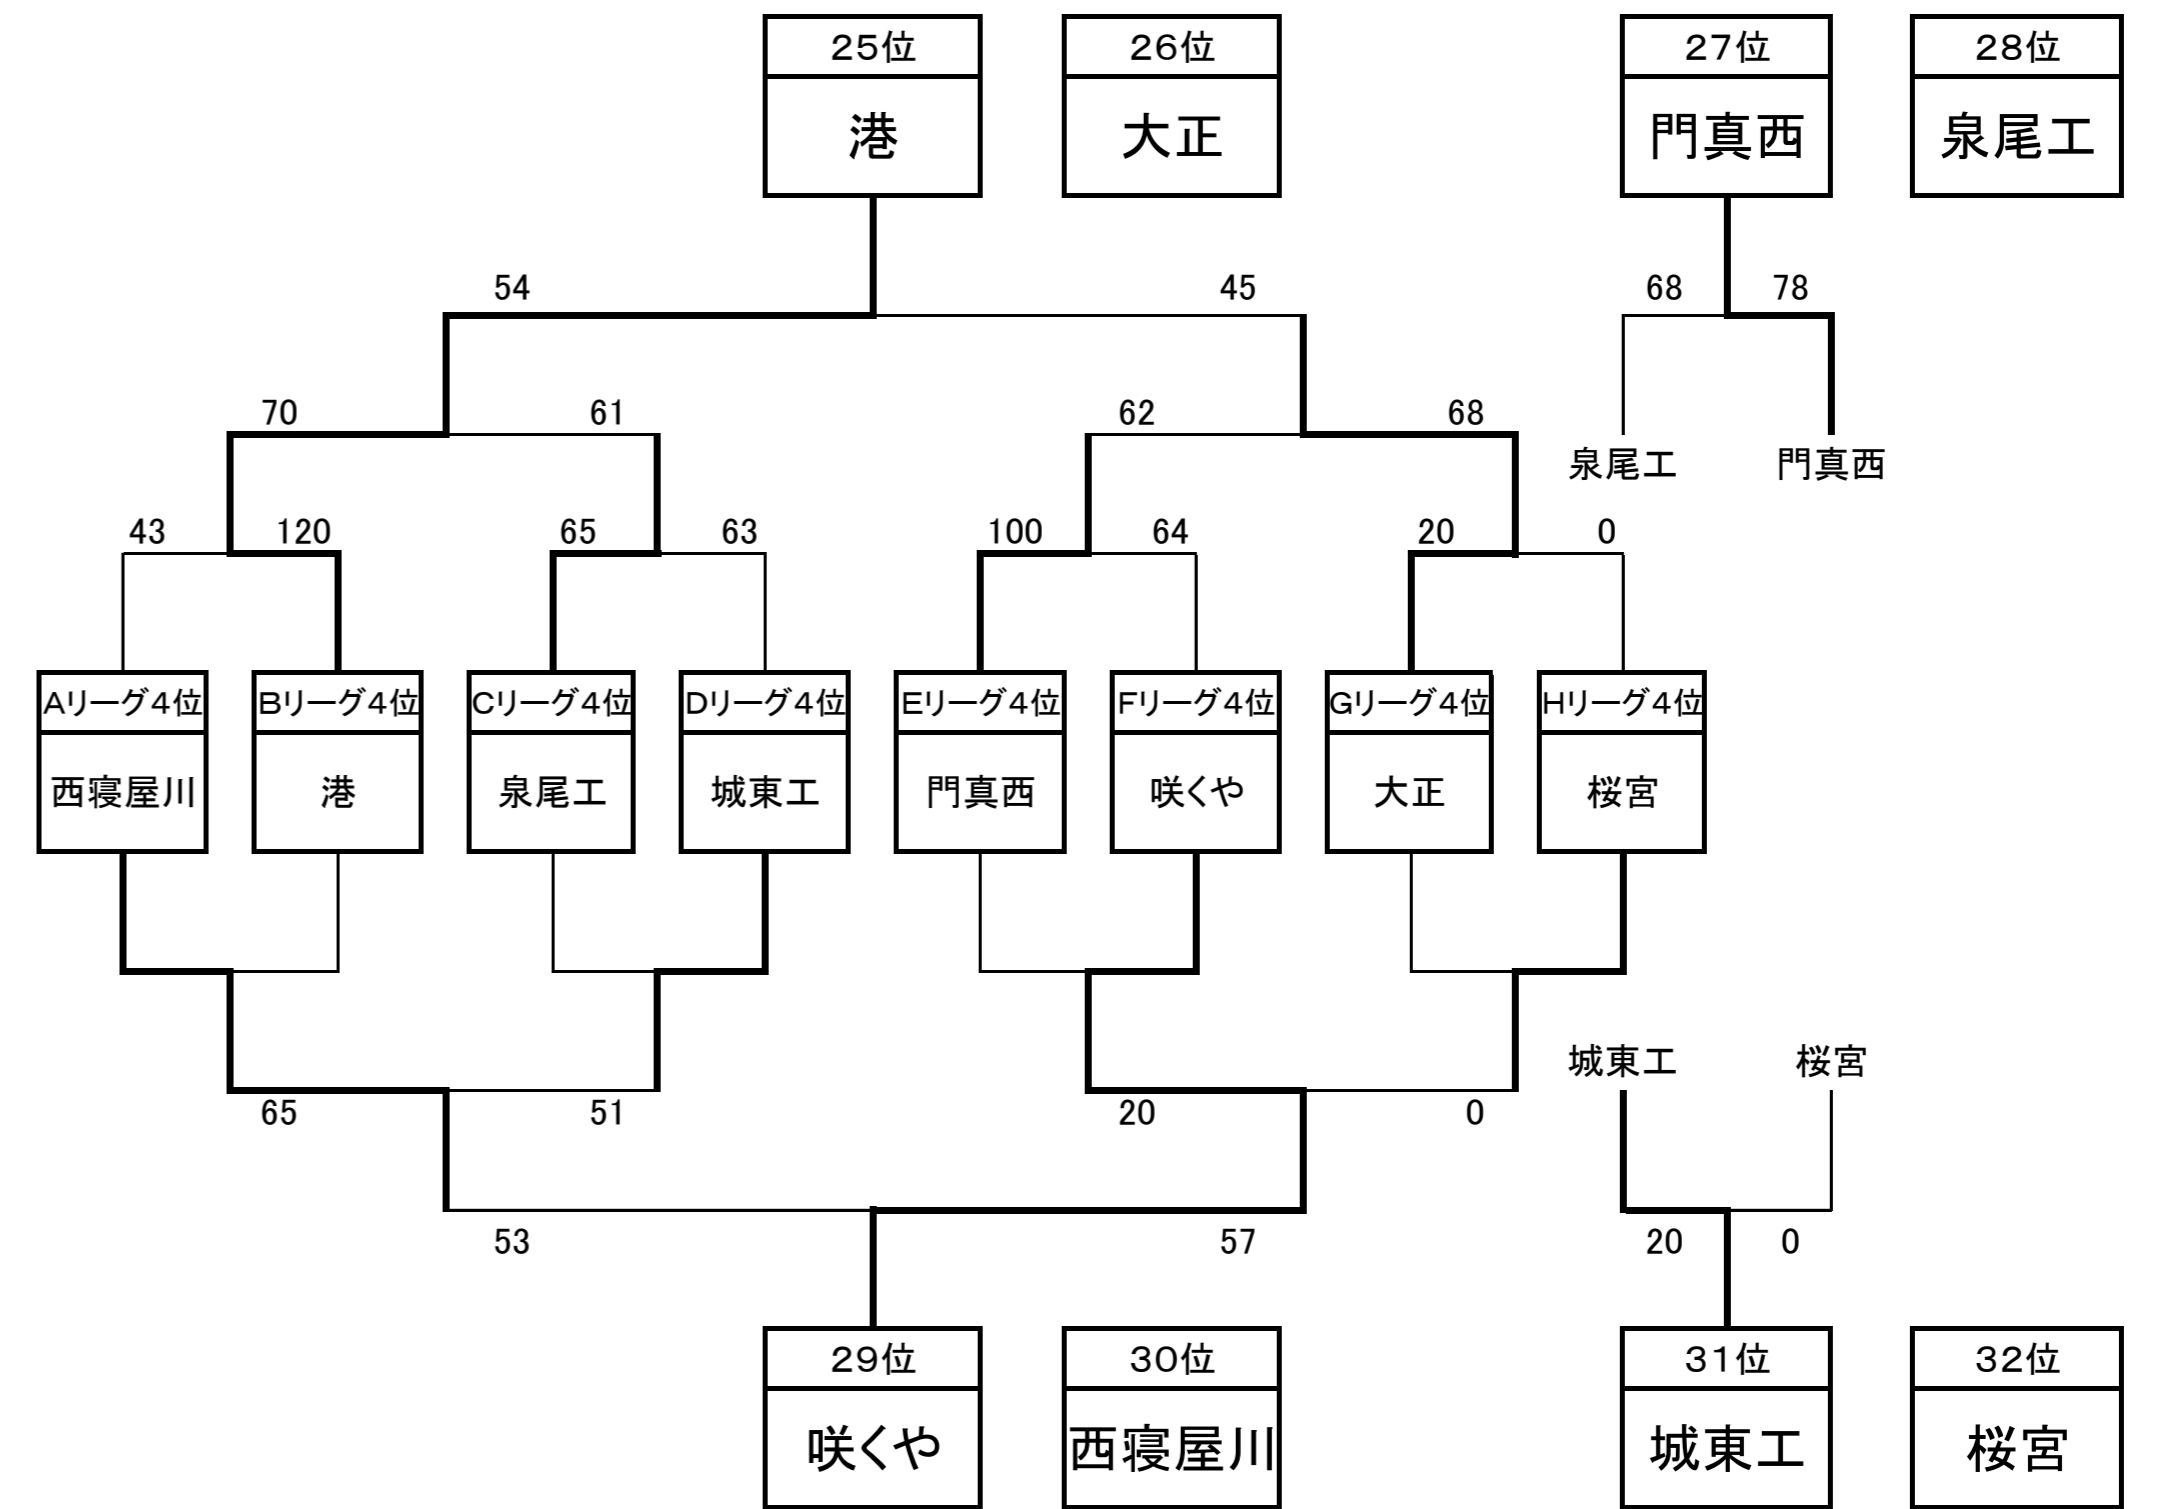 25位 26位 27位 28位
港 大正 門真西 泉尾工
54 45 68 78
70 61 62 68
泉尾工 門真西
43 120 65 63 100 64 20 0
Aリーグ4位 Bリーグ4位 Cリーグ4位 Dリーグ4位 Eリーグ4位 Fリーグ4位 Gリーグ4位 Hリーグ4位
西寝屋川 港 泉尾工 城東工 門真西 咲くや 大正 桜宮
城東工 桜宮
65 51 20 0
53 57 20 0
29位 30位 31位 32位
咲くや 西寝屋川 城東工 桜宮